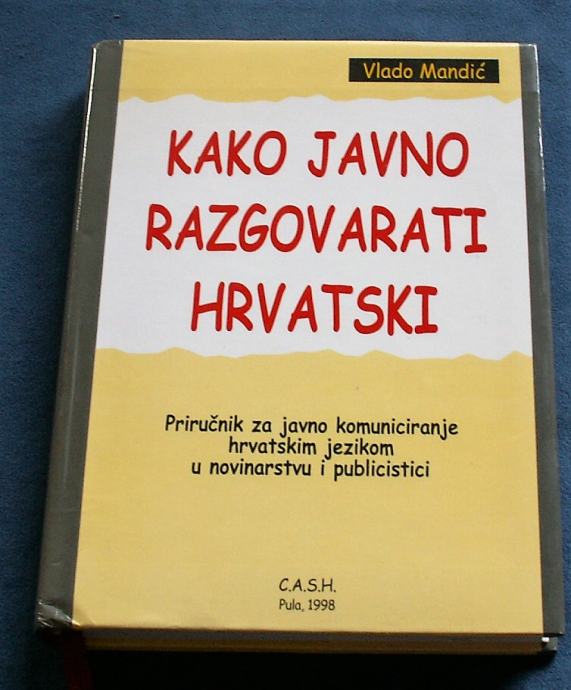 Vlado Mandić
KAKO JAVNO
RAZGOVARATI
HRVATSKI
Priručnik za javno komuniciranje
hrvatskim jezikom
u novinarstvu i publicistici
C.A.S.H.
Pula, 1998